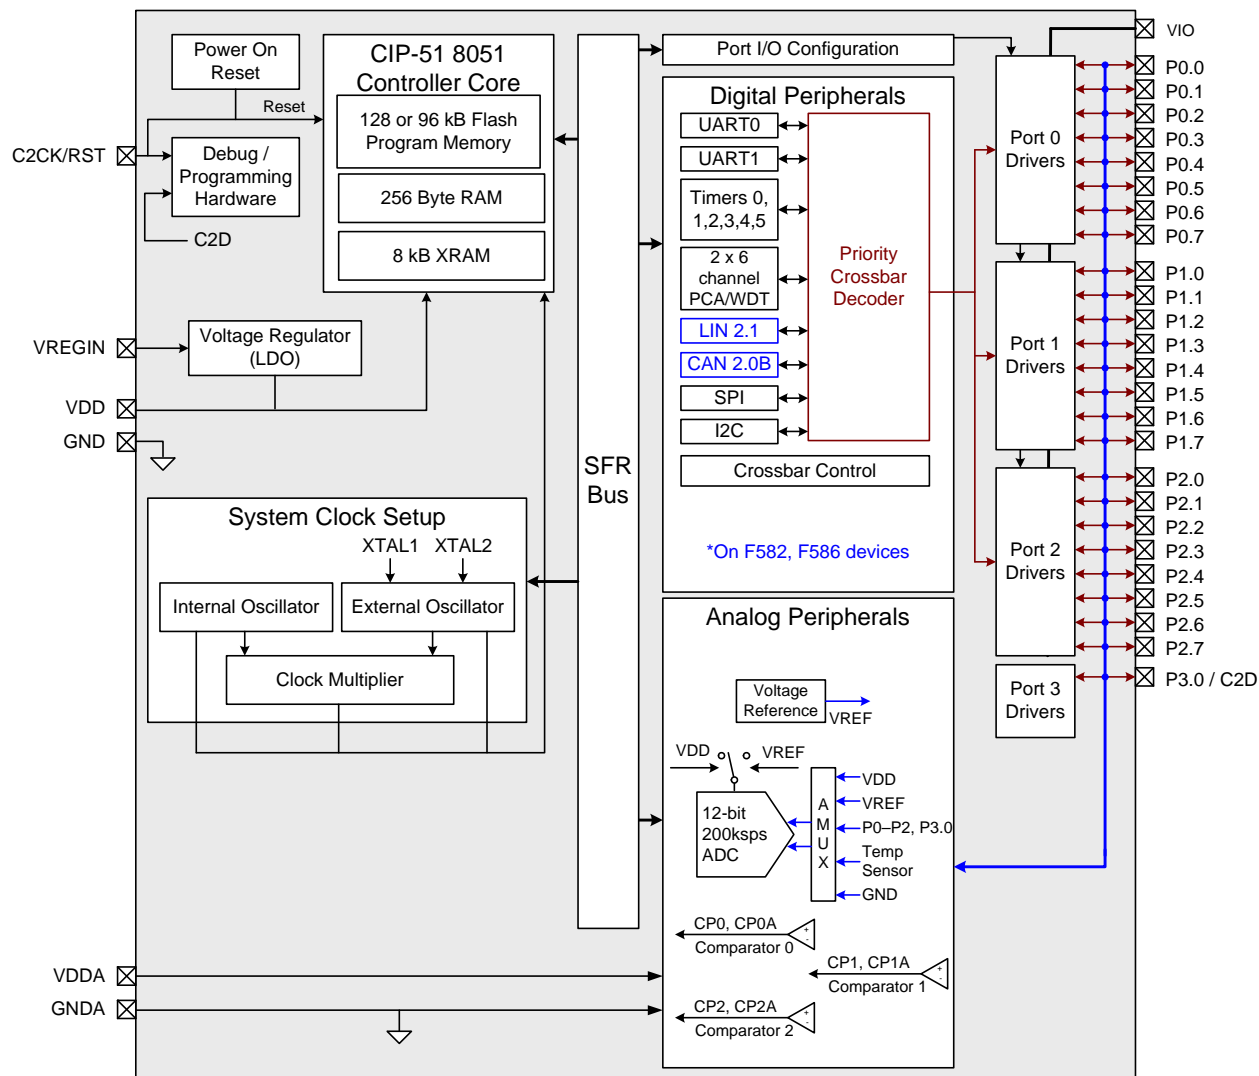 Power On
Reset
Reset
C2CK/RST
Debug /
Programming
Hardware
C2D
CIP-51 8051
Controller Core
128 or 96 kB Flash
Program Memory
256 Byte RAM
8 kB XRAM
VREGIN
Voltage Regulator
(LDO)
VDD
GND
System Clock Setup
XTAL1
XTAL2
Internal Oscillator
External Oscillator
Clock Multiplier
VDDA
GNDA
SFR
Bus
Port I/O Configuration
Digital Peripherals
UART0
UART1
Timers 0,
1,2,3,4,5
2 x 6
channel
PCA/WDT
LIN 2.1
CAN 2.0B
SPI
I2C
Priority
Crossbar
Decoder
Crossbar Control
*On F582, F586 devices
Analog Peripherals
Voltage
Reference
VREF
VDD
VREF
12-bit
200ksps
ADC
A
M
U
X
VDD
VREF
P0–P2, P3.0
Temp
Sensor
GND
CP0, CP0A
Comparator 0
+
-
CP1, CP1A
Comparator 1
+
-
CP2, CP2A
Comparator 2
+
-
Port 0
Drivers
Port 1
Drivers
Port 2
Drivers
Port 3
Drivers
VIO
P0.0
P0.1
P0.2
P0.3
P0.4
P0.5
P0.6
P0.7
P1.0
P1.1
P1.2
P1.3
P1.4
P1.5
P1.6
P1.7
P2.0
P2.1
P2.2
P2.3
P2.4
P2.5
P2.6
P2.7
P3.0 / C2D